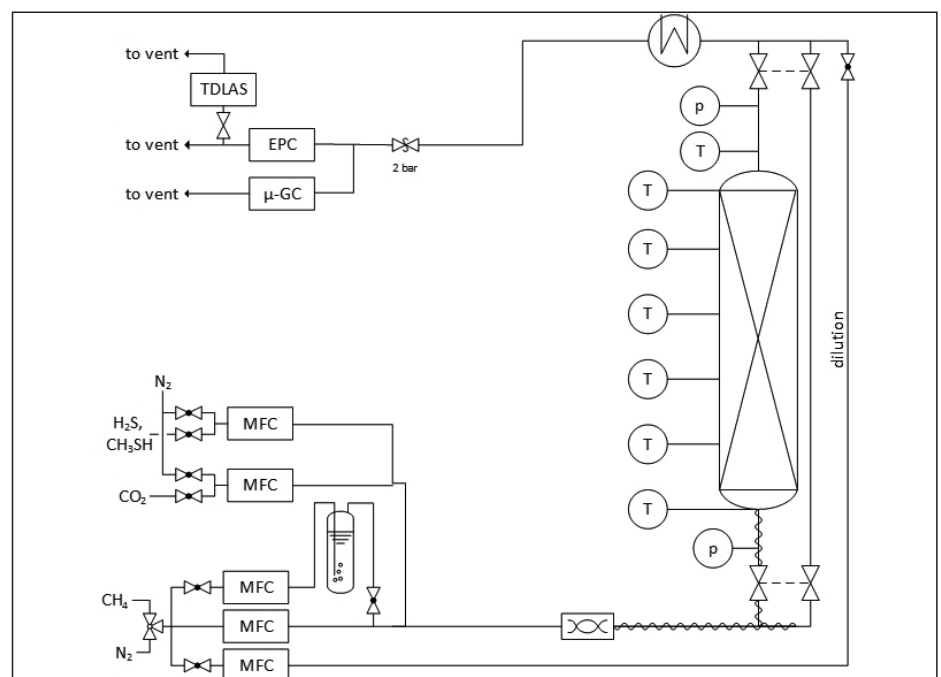 to vent
TDLAS
p
to vent
EPC
2 bar
T
to vent
μ-GC
T
T
T
T
dilution
N₂
H₂S,
CH₃SH
MFC
T
CO₂
MFC
T
p
CH₄
MFC
MFC
N₂
MFC